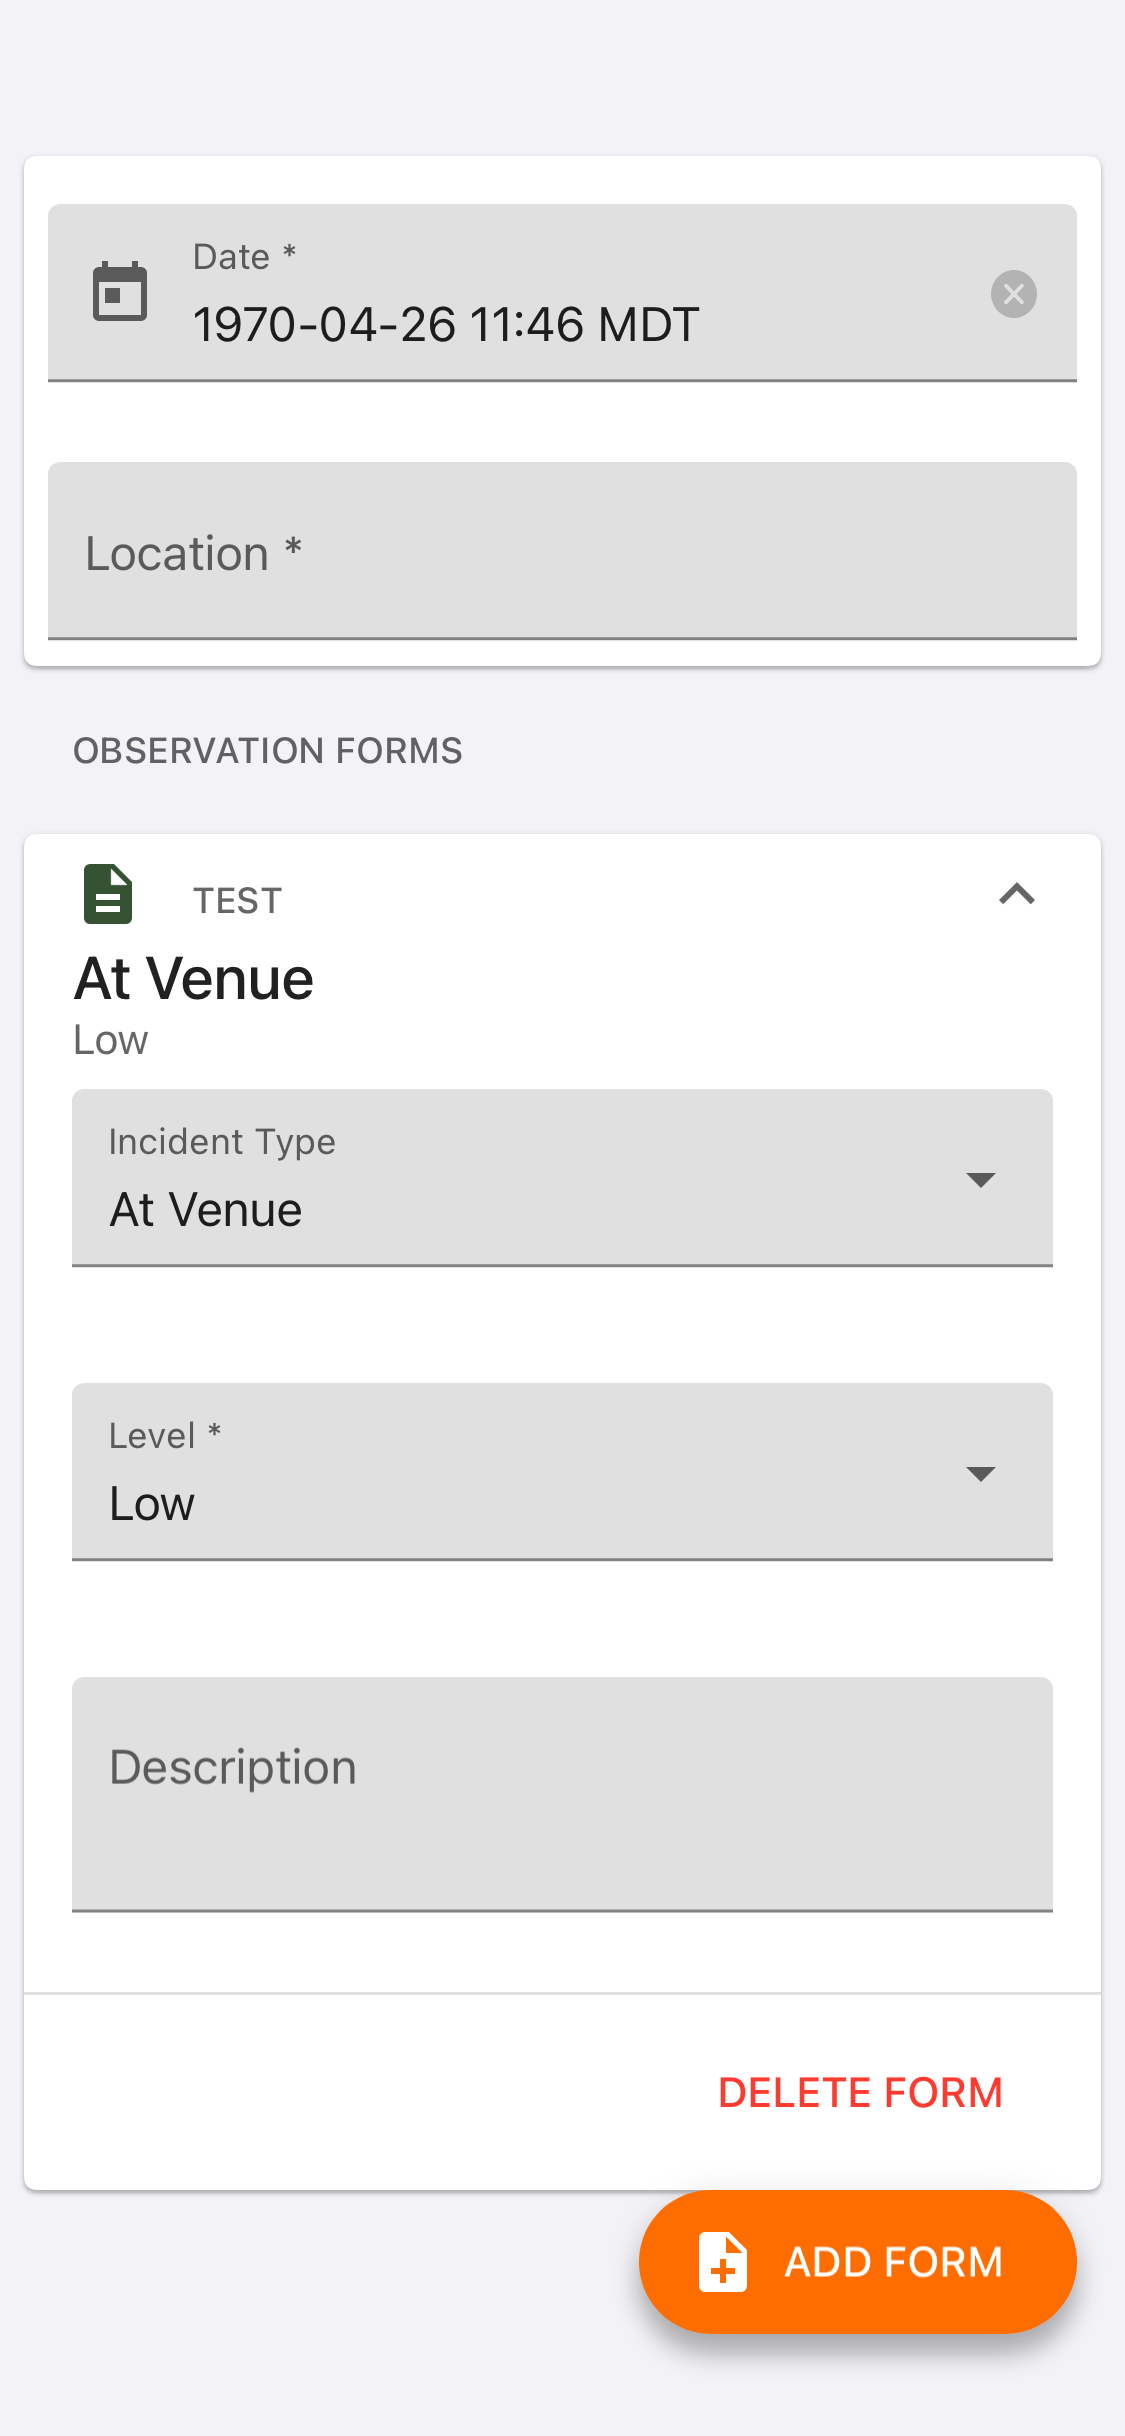 Date *
1970-04-26 11:46 MDT
Location *
OBSERVATION FORMS
TEST
At Venue
Low
Incident Type
At Venue
Level *
Low
Description
DELETE FORM
ADD FORM